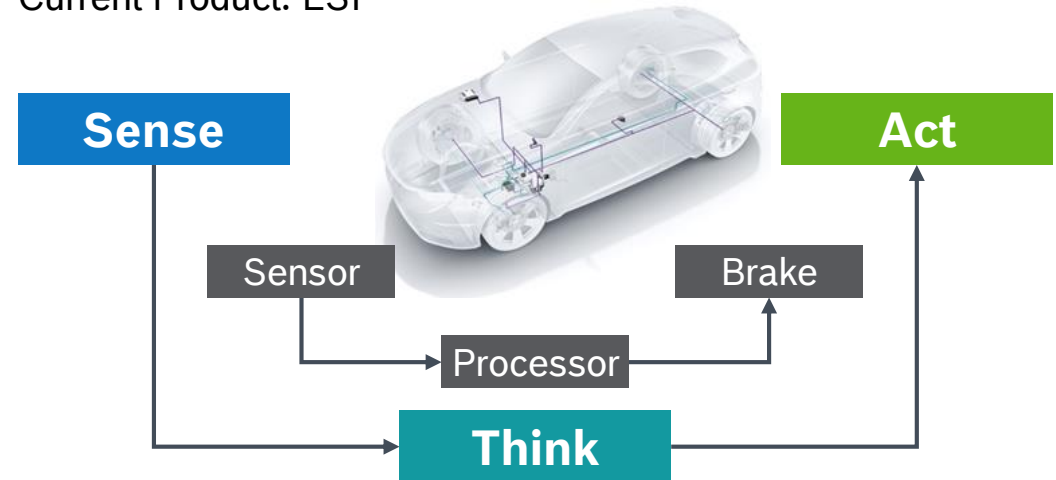 Current Product:
Sense
Act
Sensor
Brake
Processor
Think